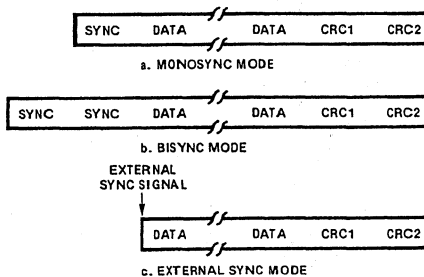 SYNC DATA DATA CRC1 CRC2
a. MONOSYNC MODE
SYNC SYNC DATA DATA CRC1 CRC2
b. BISYNC MODE
EXTERNAL
SYNC SIGNAL
DATA DATA CRC1 CRC2
c. EXTERNAL SYNC MODE